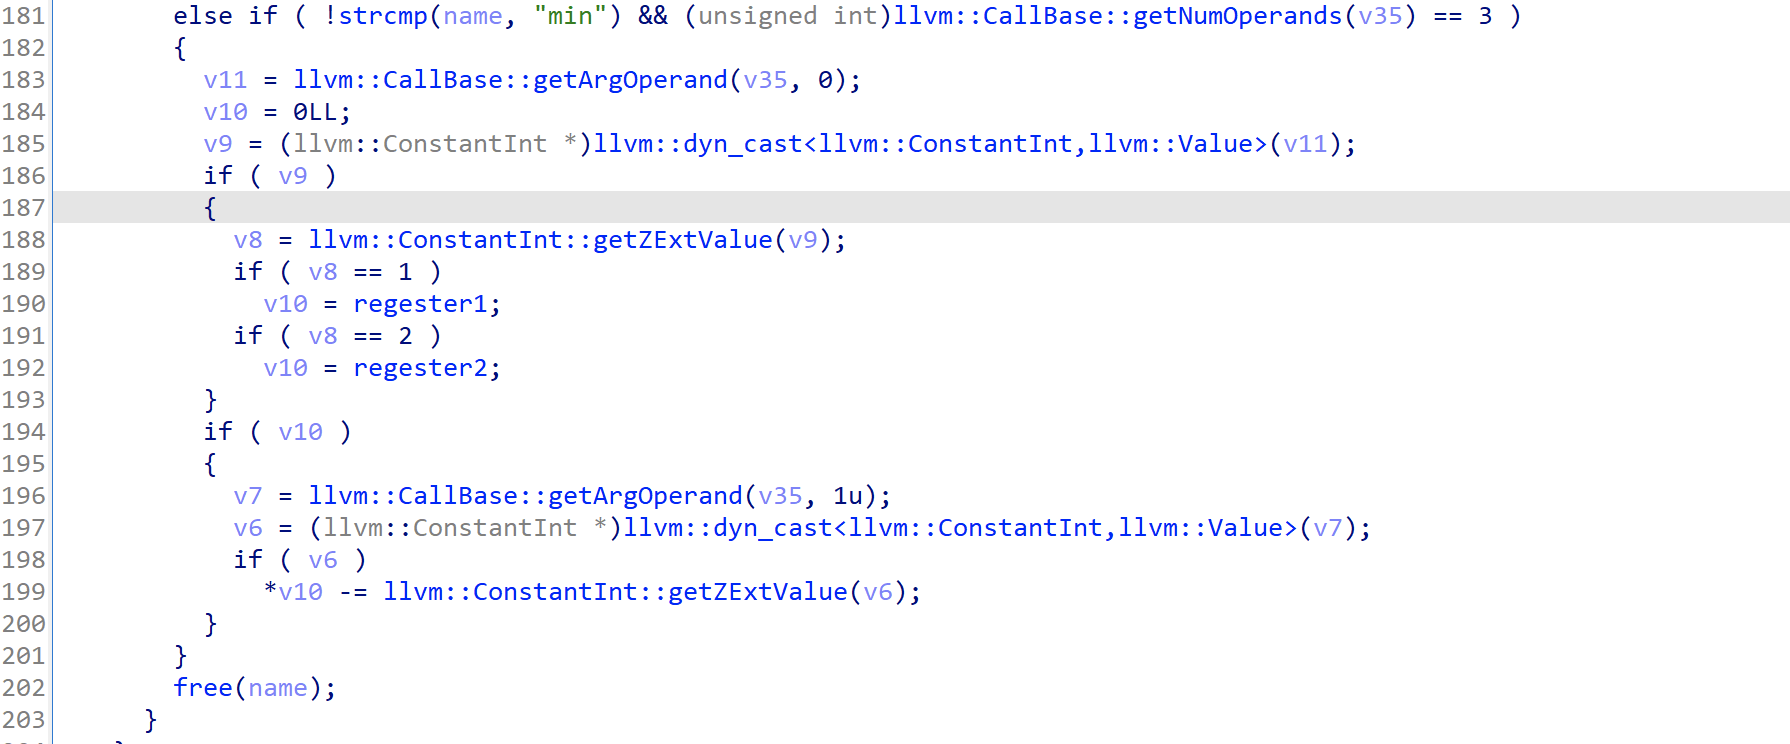 181 else if ( !strcmp(name, "min") && (unsigned int)llvm::CallBase::getNumOperands(v35) == 3 )
182 {
183 v11 = llvm::CallBase::getArgOperand(v35, 0);
184 v10 = 0LL;
185 v9 = (llvm::ConstantInt *)llvm::dyn_cast<llvm::ConstantInt,llvm::Value>(v11);
186 if ( v9 )
187 {
188 v8 = llvm::ConstantInt::getZExtValue(v9);
189 if ( v8 == 1 )
190 v10 = regester1;
191 if ( v8 == 2 )
192 v10 = regester2;
193 }
194 if ( v10 )
195 {
196 v7 = llvm::CallBase::getArgOperand(v35, 1u);
197 v6 = (llvm::ConstantInt *)llvm::dyn_cast<llvm::ConstantInt,llvm::Value>(v7);
198 if ( v6 )
199 *v10 -= llvm::ConstantInt::getZExtValue(v6);
200 }
201 }
202 free(name);
203 }